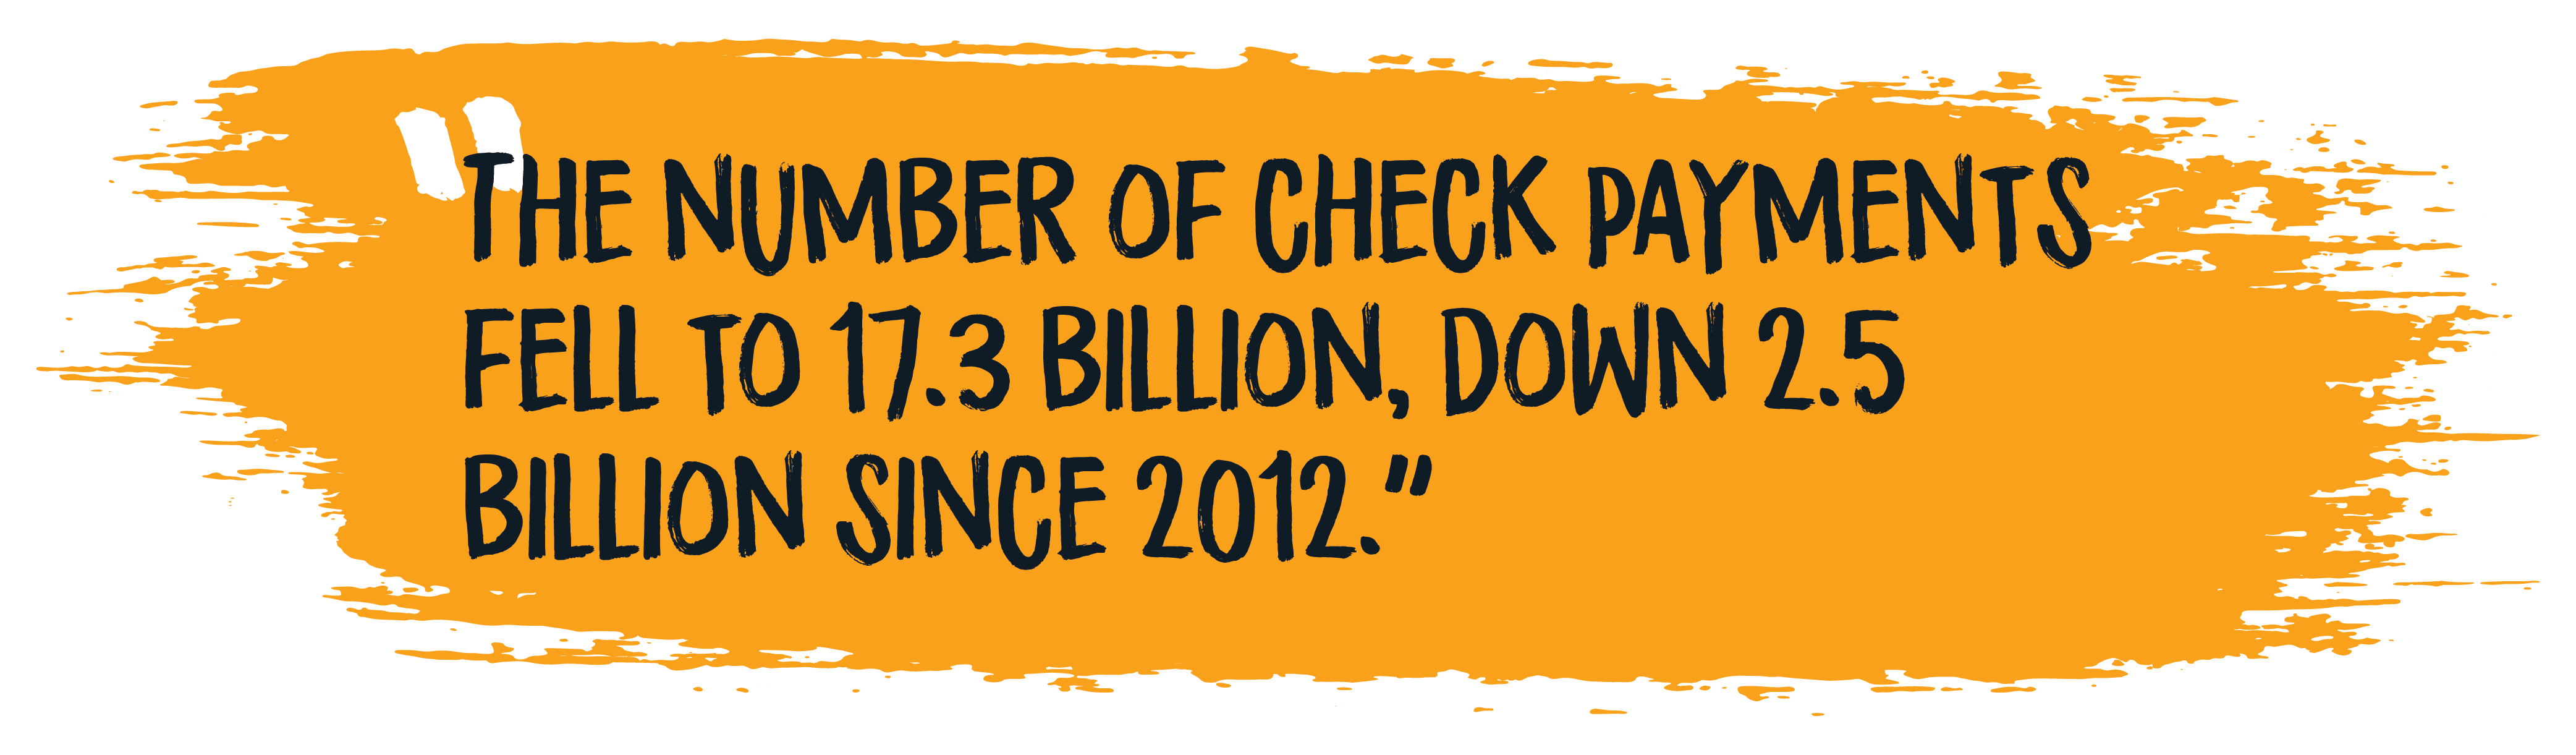 "THE NUMBER OF CHECK PAYMENTS
FELL TO 17.3 BILLION, DOWN 2.5
BILLION SINCE 2012."